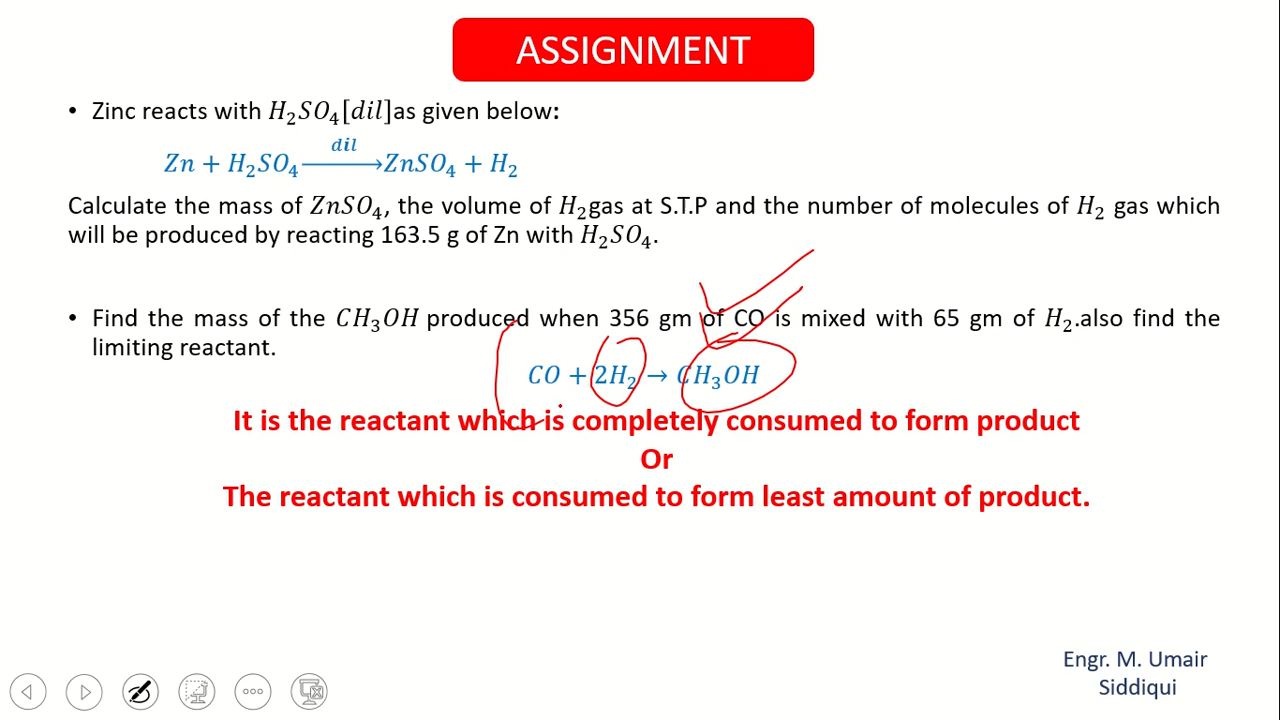 ASSIGNMENT
• Zinc reacts with H₂SO₄[dil]as given below:
Zn + H₂SO₄ —dil→ ZnSO₄ + H₂
Calculate the mass of ZnSO₄, the volume of H₂gas at S.T.P and the number of molecules of H₂ gas which
will be produced by reacting 163.5 g of Zn with H₂SO₄.
• Find the mass of the CH₃OH produced when 356 gm of CO is mixed with 65 gm of H₂.also find the
limiting reactant.
CO + 2H₂ → CH₃OH
It is the reactant which is completely consumed to form product
Or
The reactant which is consumed to form least amount of product.
Engr. M. Umair
Siddiqui